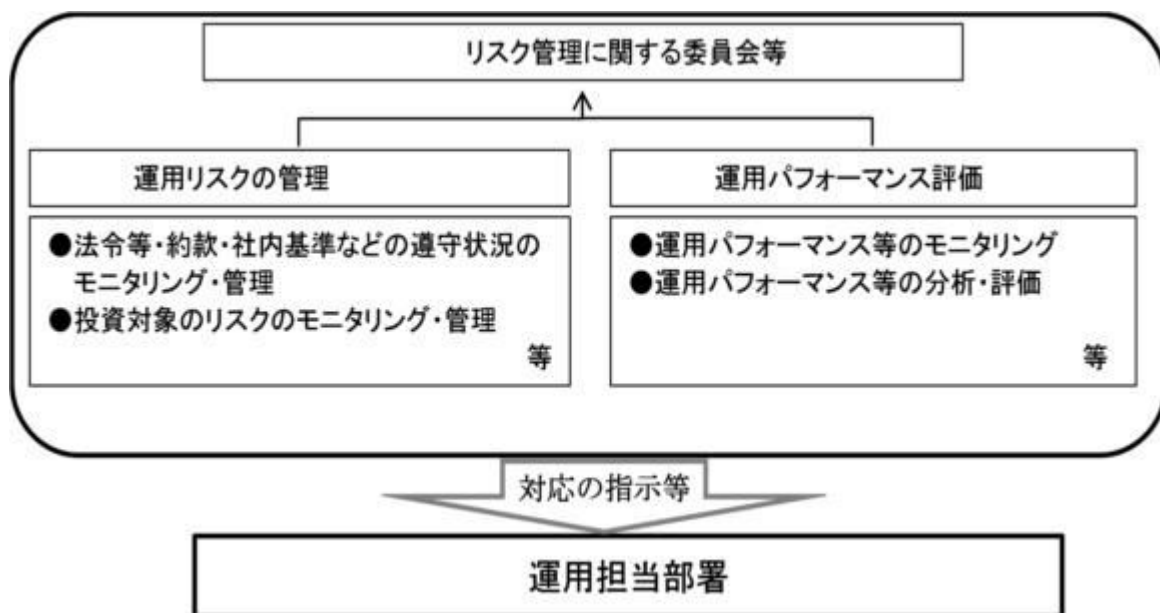 リスク管理に関する委員会等
運用リスクの管理
運用パフォーマンス評価
●法令等・約款・社内基準などの遵守状況の
モニタリング・管理
●投資対象のリスクのモニタリング・管理
等
●運用パフォーマンス等のモニタリング
●運用パフォーマンス等の分析・評価
等
対応の指示等
運用担当部署